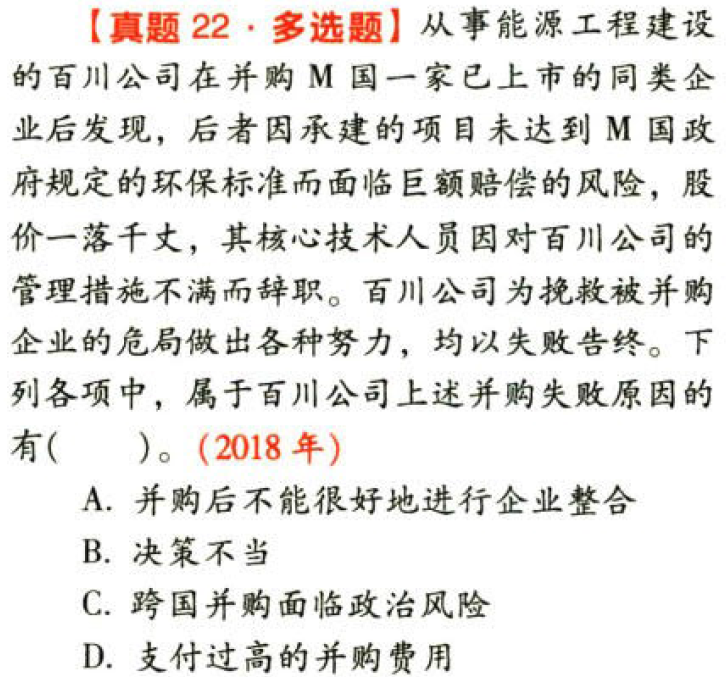 【真题 22·多选题】从事能源工程建设
的百川公司在并购 M 国一家已上市的同类企
业后发现，后者因承建的项目未达到 M 国政
府规定的环保标准而面临巨额赔偿的风险，股
价一落千丈，其核心技术人员因对百川公司的
管理措施不满而辞职。百川公司为挽救被并购
企业的危局做出各种努力，均以失败告终。下
列各项中，属于百川公司上述并购失败原因的
有(　　)。(2018 年)
A. 并购后不能很好地进行企业整合
B. 决策不当
C. 跨国并购面临政治风险
D. 支付过高的并购费用